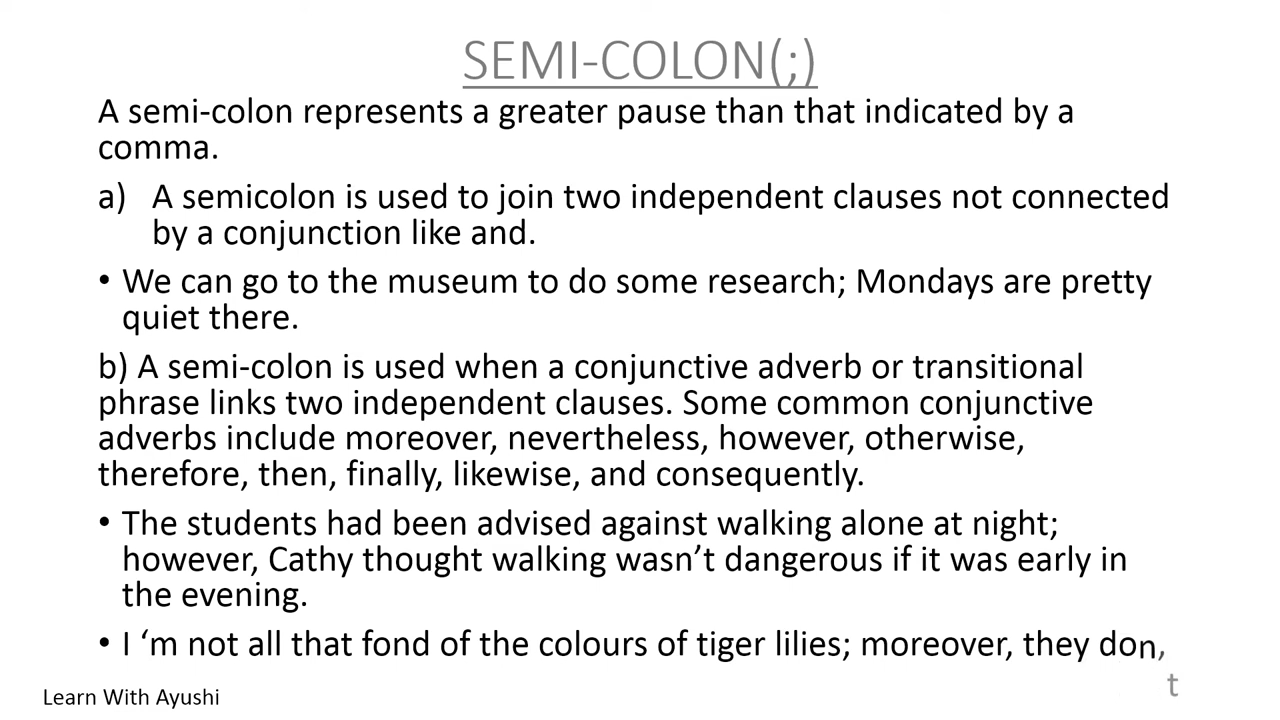 SEMI-COLON(;)
A semi-colon represents a greater pause than that indicated by a
comma.
a) A semicolon is used to join two independent clauses not connected
by a conjunction like and.
• We can go to the museum to do some research; Mondays are pretty
quiet there.
b) A semi-colon is used when a conjunctive adverb or transitional
phrase links two independent clauses. Some common conjunctive
adverbs include moreover, nevertheless, however, otherwise,
therefore, then, finally, likewise, and consequently.
• The students had been advised against walking alone at night;
however, Cathy thought walking wasn’t dangerous if it was early in
the evening.
• I ‘m not all that fond of the colours of tiger lilies; moreover, they don,
t
Learn With Ayushi